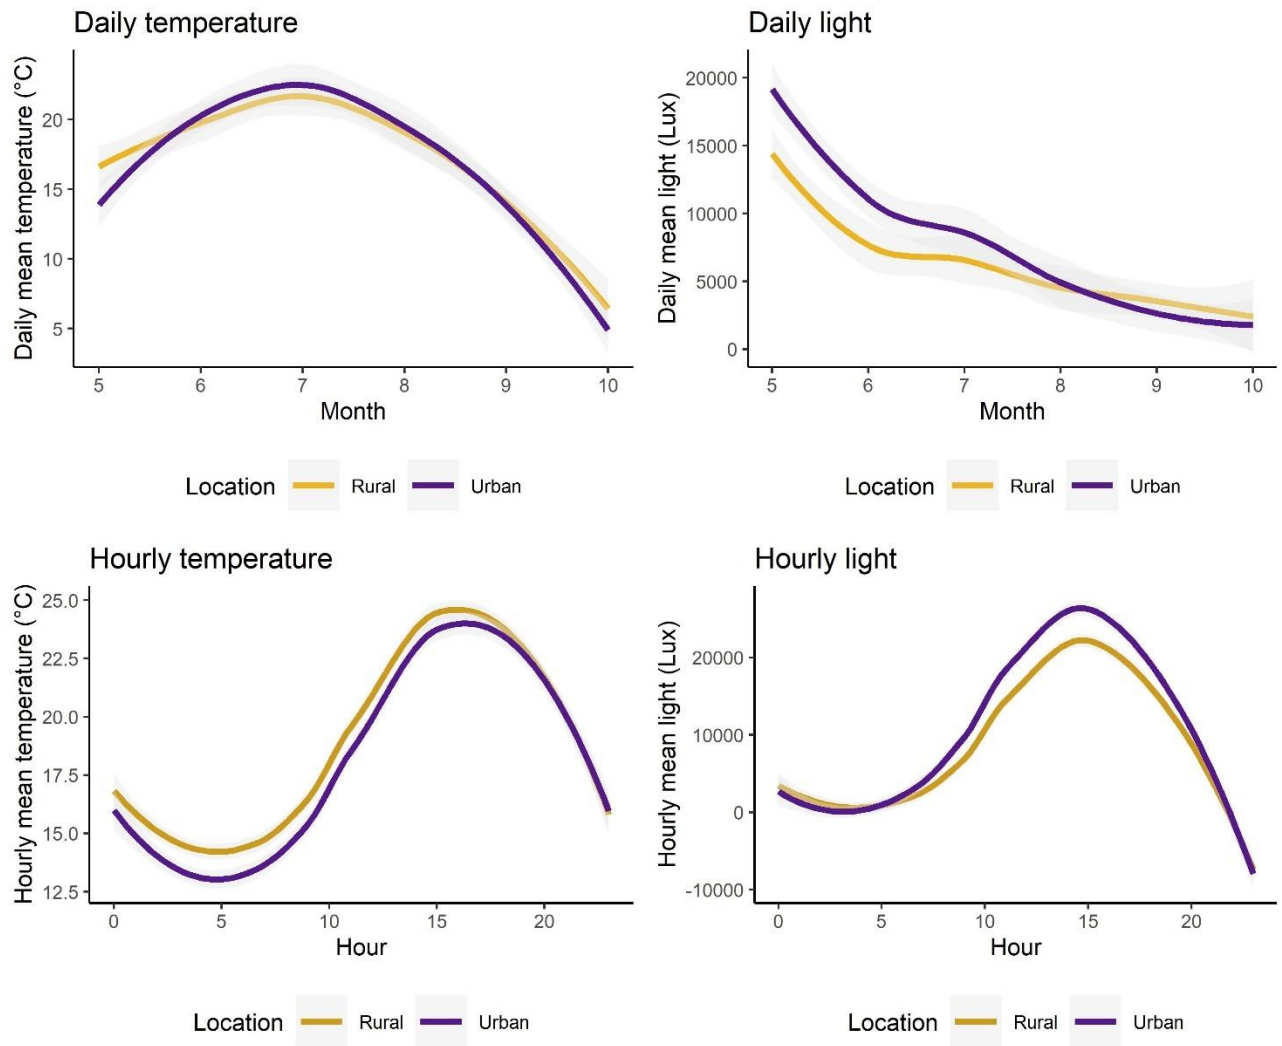 Daily temperature
Daily mean temperature (°C)
20
15
10
5
5 6 7 8 9 10
Month
Location Rural Urban
Daily light
Daily mean light (Lux)
20000
15000
10000
5000
0
5 6 7 8 9 10
Month
Location Rural Urban
Hourly temperature
Hourly mean temperature (°C)
25.0
22.5
20.0
17.5
15.0
12.5
0 5 10 15 20
Hour
Location Rural Urban
Hourly light
Hourly mean light (Lux)
20000
10000
0
-10000
0 5 10 15 20
Hour
Location Rural Urban